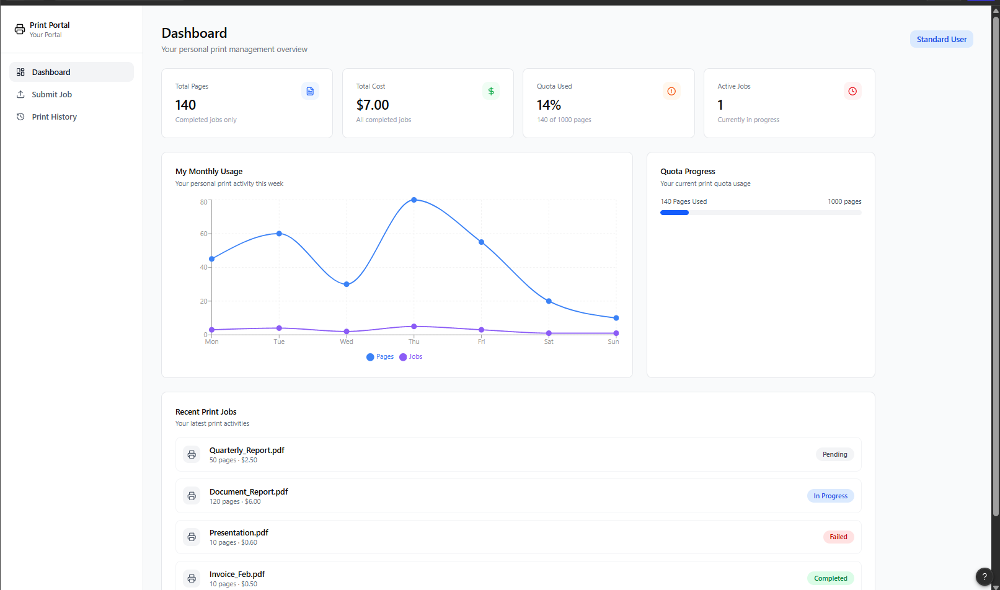 Print Portal
Your Portal
Dashboard
Submit Job
Print History
Dashboard
Your personal print management overview
Standard User
Total Pages
140
Completed jobs only
Total Cost
$
$7.00
All completed jobs
Quota Used
14%
140 of 1000 pages
Active Jobs
1
Currently in progress
My Monthly Usage
Your personal print activity this week
80
60
40
20
0
Mon Tue Wed Thu Fri Sat Sun
Pages Jobs
Quota Progress
Your current print quota usage
140 Pages Used 1000 pages
Recent Print Jobs
Your latest print activities
Quarterly_Report.pdf
50 pages · $2.50
Pending
Document_Report.pdf
120 pages · $6.00
In Progress
Presentation.pdf
10 pages · $0.60
Failed
Invoice_Feb.pdf
10 pages · $0.50
Completed
?